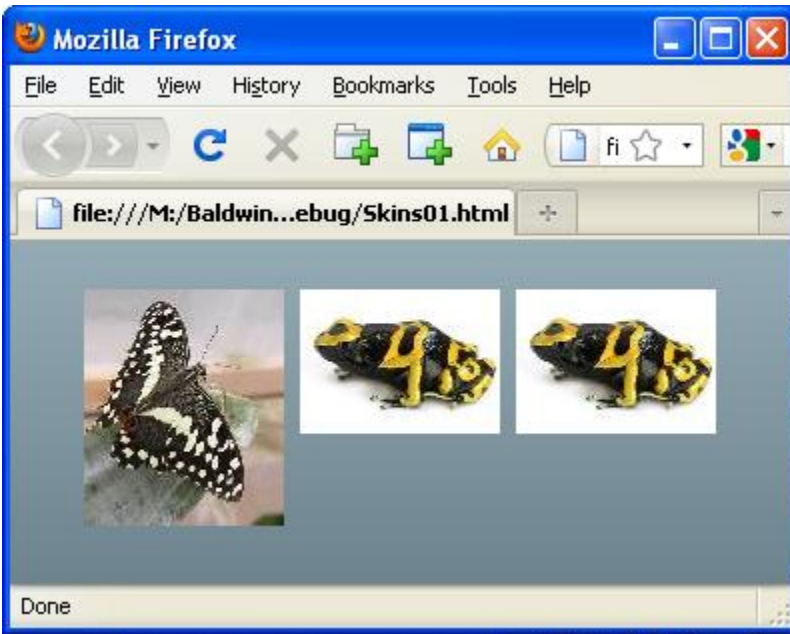 Mozilla Firefox
File Edit View History Bookmarks Tools Help
fi
file:///M:/Baldwin...ebug/Skins01.html
Done